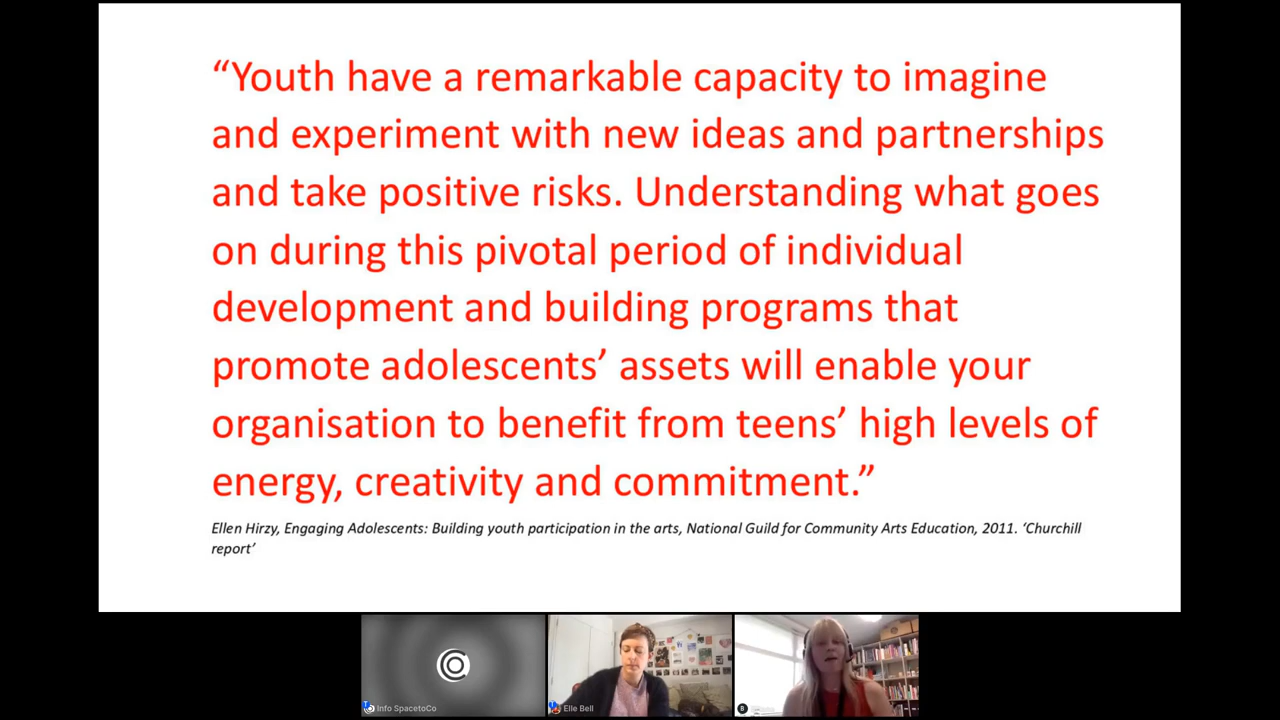 “Youth have a remarkable capacity to imagine
and experiment with new ideas and partnerships
and take positive risks. Understanding what goes
on during this pivotal period of individual
development and building programs that
promote adolescents’ assets will enable your
organisation to benefit from teens’ high levels of
energy, creativity and commitment.”
Ellen Hirzy, Engaging Adolescents: Building youth participation in the arts, National Guild for Community Arts Education, 2011. ‘Churchill
report’
Info SpacetoCo
Elle Bell
B